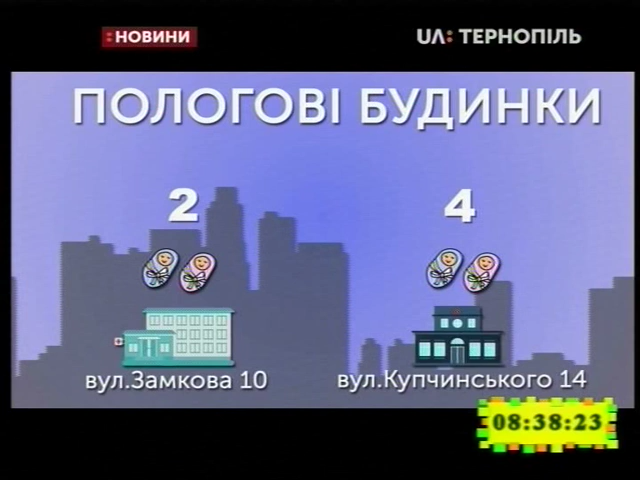 :НОВИНИ
UA: ТЕРНОПІЛЬ
ПОЛОГОВІ БУДИНКИ
2 4
вул.Замкова 10 вул.Купчинського 14
08:38:23